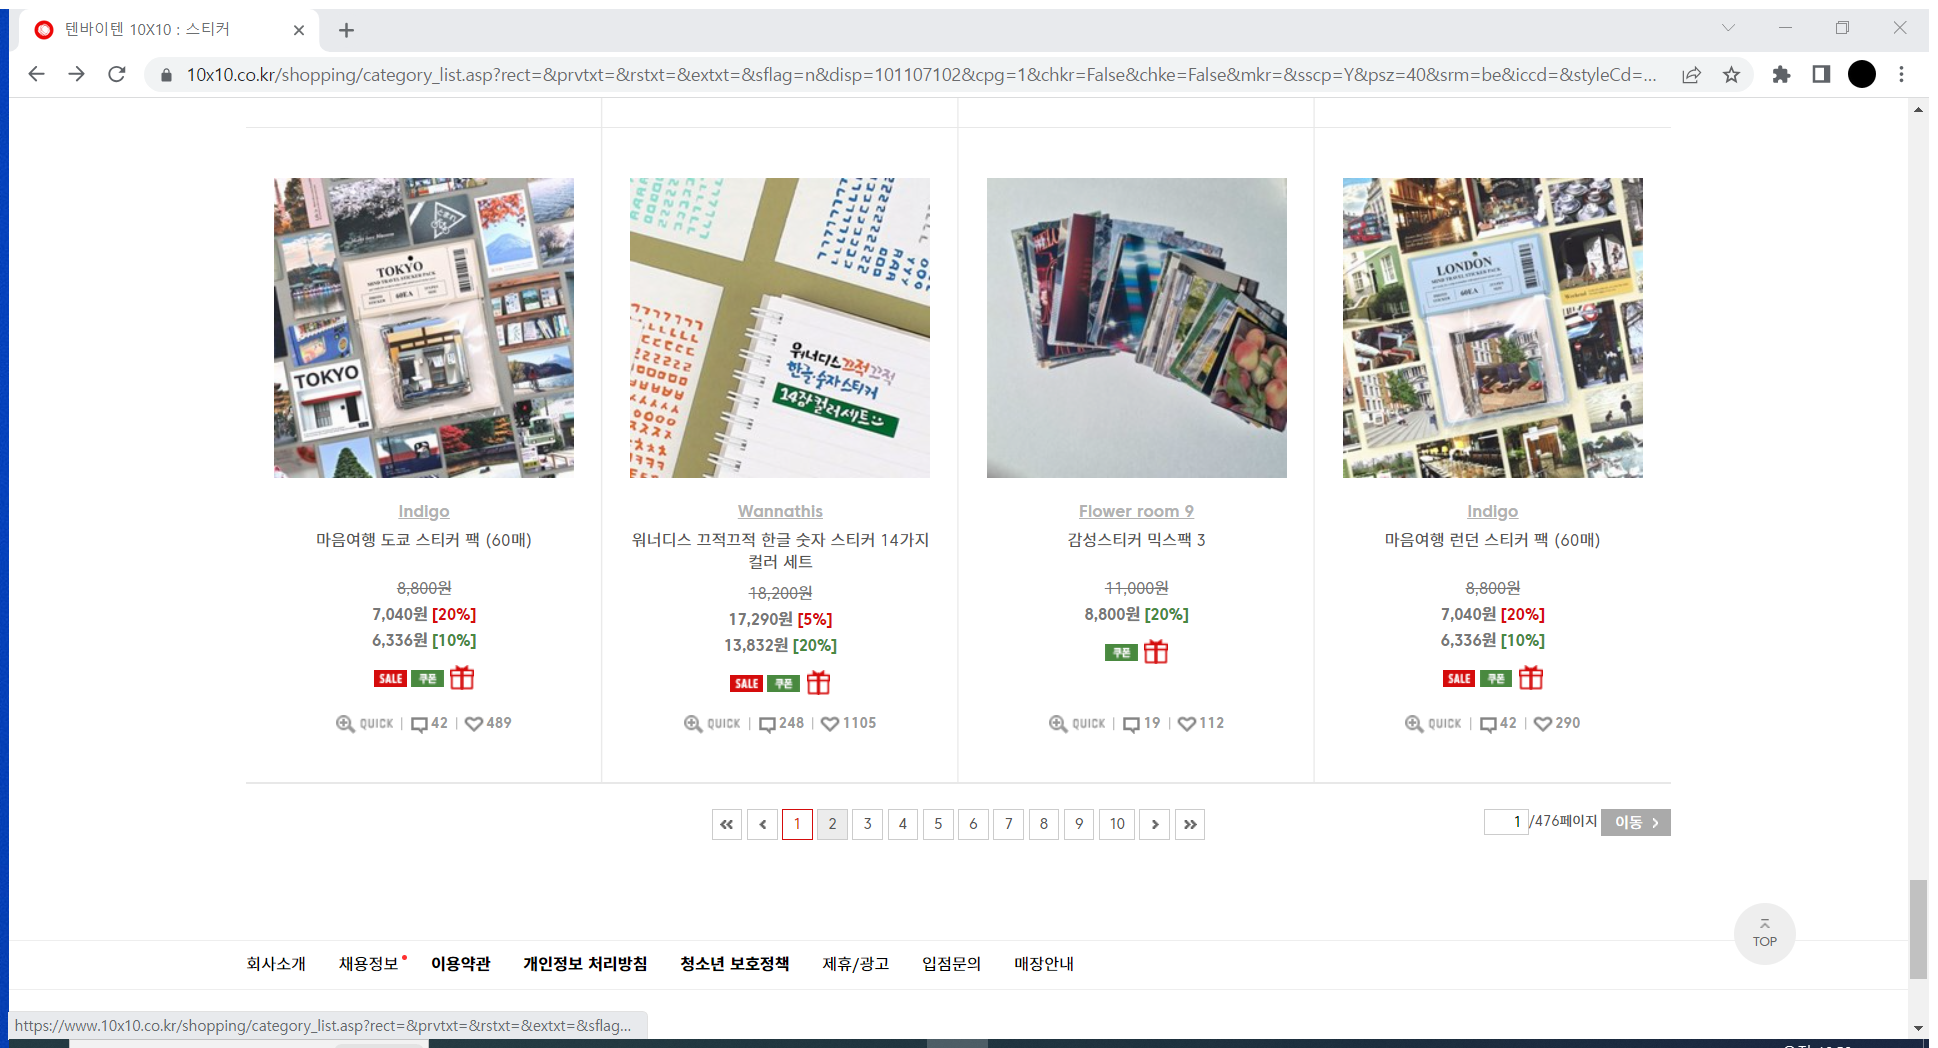 텐바이텐 10X10 : 스티커
10x10.co.kr/shopping/category_list.asp?rect=&prvtxt=&rstxt=&extxt=&sflag=n&disp=101107102&cpg=1&chkr=False&chke=False&mkr=&sscp=Y&psz=40&srm=be&iccd=&styleCd=...
TOKYO
MIND TRAVEL STICKER PACK
60EA
TOKYO
워너디스 끄적끄적
한글 숫자 스티커
14장 컬러세트
LONDON
MIND TRAVEL STICKER PACK
60EA
Indigo
마음여행 도쿄 스티커 팩 (60매)
8,800원
7,040원 [20%]
6,336원 [10%]
SALE 쿠폰
QUICK | 42 | 489
Wannathis
워너디스 끄적끄적 한글 숫자 스티커 14가지
컬러 세트
18,200원
17,290원 [5%]
13,832원 [20%]
SALE 쿠폰
QUICK | 248 | 1105
Flower room 9
감성스티커 믹스팩 3
11,000원
8,800원 [20%]
쿠폰
QUICK | 19 | 112
Indigo
마음여행 런던 스티커 팩 (60매)
8,800원
7,040원 [20%]
6,336원 [10%]
SALE 쿠폰
QUICK | 42 | 290
1 2 3 4 5 6 7 8 9 10
1 /476페이지 이동
TOP
회사소개 채용정보 이용약관 개인정보 처리방침 청소년 보호정책 제휴/광고 입점문의 매장안내
https://www.10x10.co.kr/shopping/category_list.asp?rect=&prvtxt=&rstxt=&extxt=&sflag...